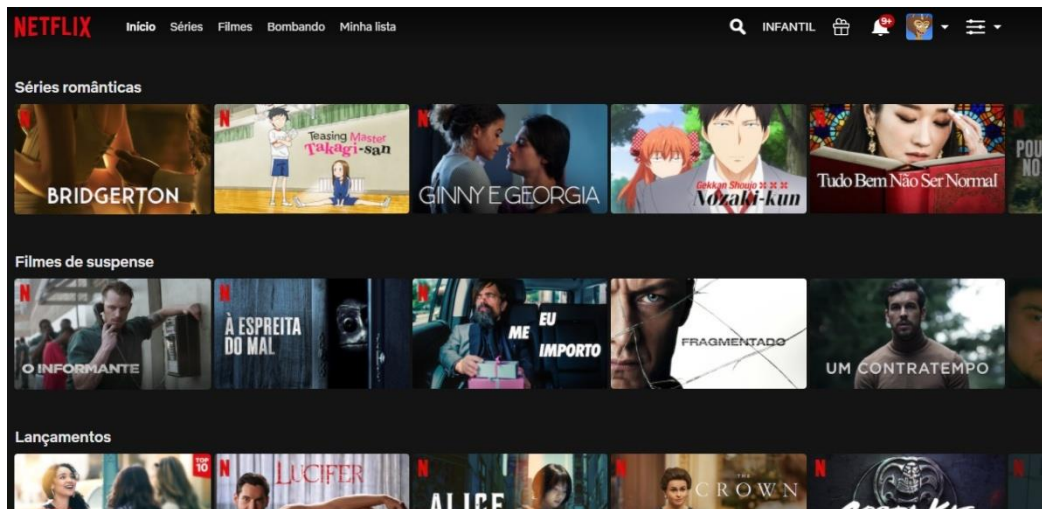 NETFLIX Início Séries Filmes Bombando Minha lista INFANTIL 9+
Séries românticas
N
BRIDGERTON
N
Teasing Master
Takagi-san
N
GINNY E GEORGIA
Gekkan Shoujo
Nozaki-kun
N
Tudo Bem Não Ser Normal
N
POU
NO
Filmes de suspense
N
O INFORMANTE
N
À ESPREITA
DO MAL
N
EU
ME
IMPORTO
FRAGMENTADO
UM CONTRATEMPO
Lançamentos
TOP
10
N
LUCIFER
N
ALICE
N
THE
CROWN
N
N